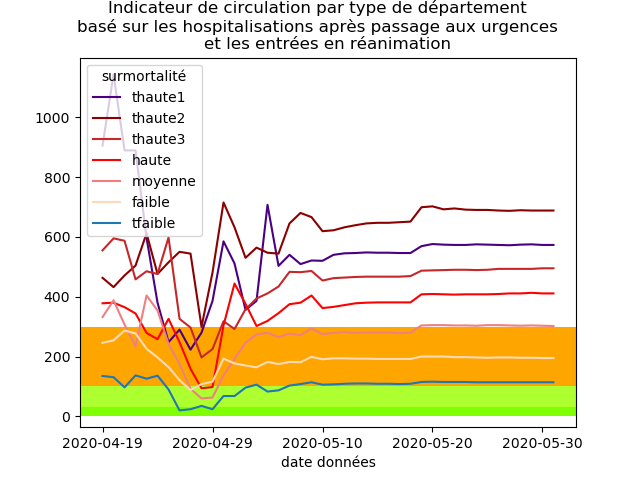 Indicateur de circulation par type de département
basé sur les hospitalisations après passage aux urgences
et les entrées en réanimation
surmortalité
thaute1
thaute2
thaute3
haute
moyenne
faible
tfaible
1000
800
600
400
200
0
2020-04-19 2020-04-29 2020-05-10 2020-05-20 2020-05-30
date données